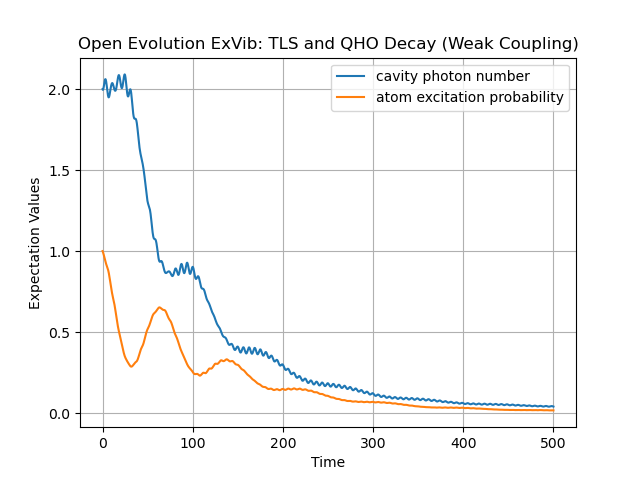 Open Evolution ExVib: TLS and QHO Decay (Weak Coupling)
cavity photon number
atom excitation probability
Expectation Values
2.0
1.5
1.0
0.5
0.0
0 100 200 300 400 500
Time